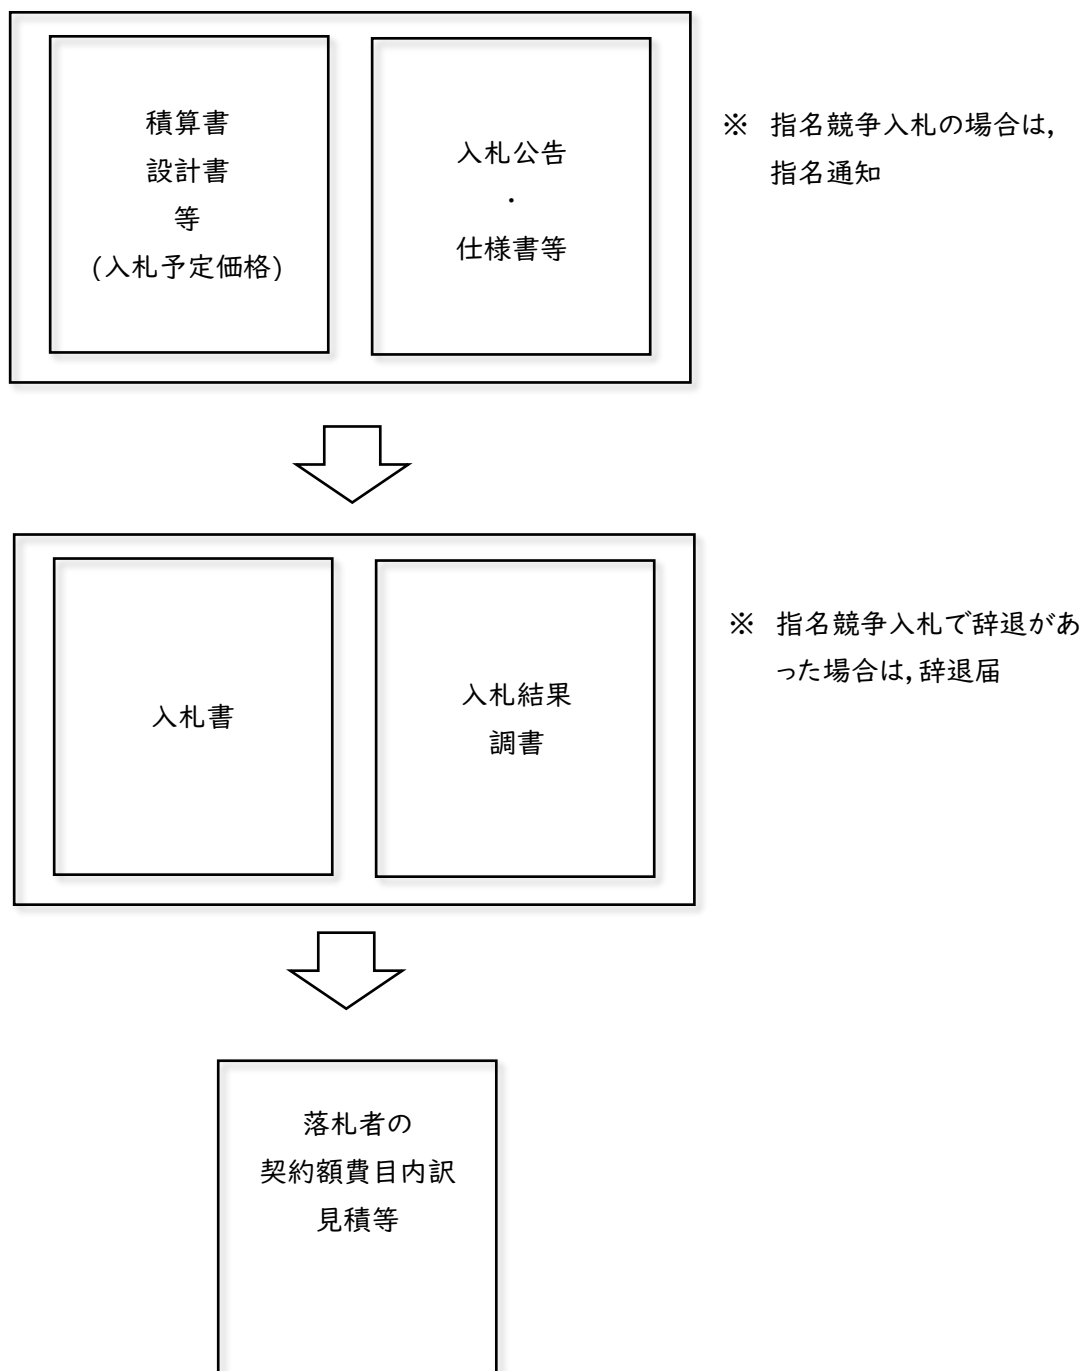 積算書
設計書
等
(入札予定価格)
入札公告
・
仕様書等
※ 指名競争入札の場合は,
指名通知
入札書
入札結果
調書
※ 指名競争入札で辞退があ
った場合は,辞退届
落札者の
契約額費目内訳
見積等